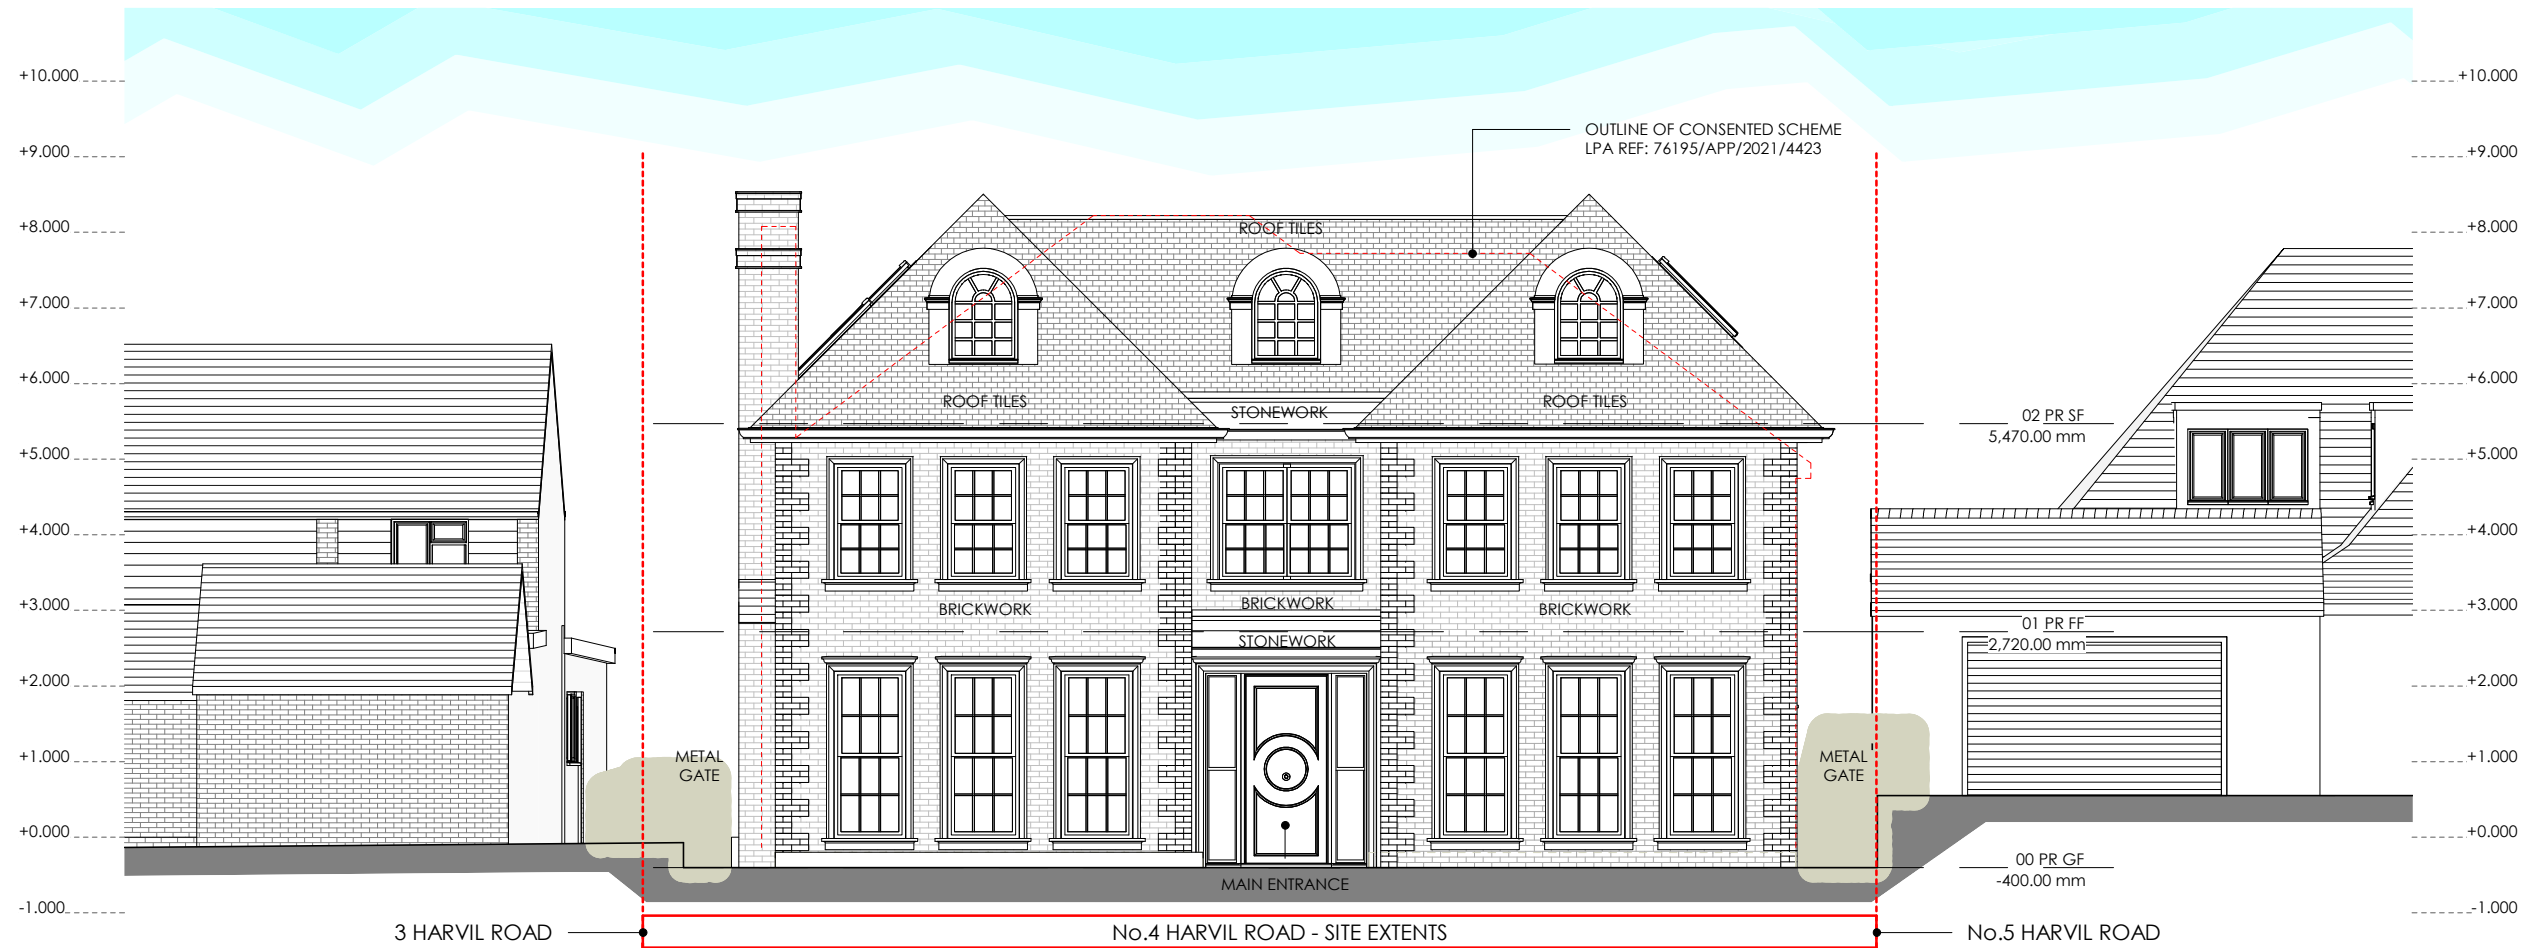 +10.000
+10.000
OUTLINE OF CONSENTED SCHEME
LPA REF: 76195/APP/2021/4423
+9.000
+9.000
+8.000
ROOF TILES
+8.000
+7.000
+7.000
+6.000
+6.000
ROOF TILES
STONEWORK
ROOF TILES
02 PR SF
5,470.00 mm
+5.000
+5.000
+4.000
+4.000
+3.000
BRICKWORK
BRICKWORK
BRICKWORK
+3.000
01 PR FF
2,720.00 mm
STONEWORK
+2.000
+2.000
+1.000
METAL
GATE
METAL
GATE
+1.000
+0.000
+0.000
00 PR GF
-400.00 mm
MAIN ENTRANCE
-1.000
-1.000
3 HARVIL ROAD
No.4 HARVIL ROAD - SITE EXTENTS
No.5 HARVIL ROAD